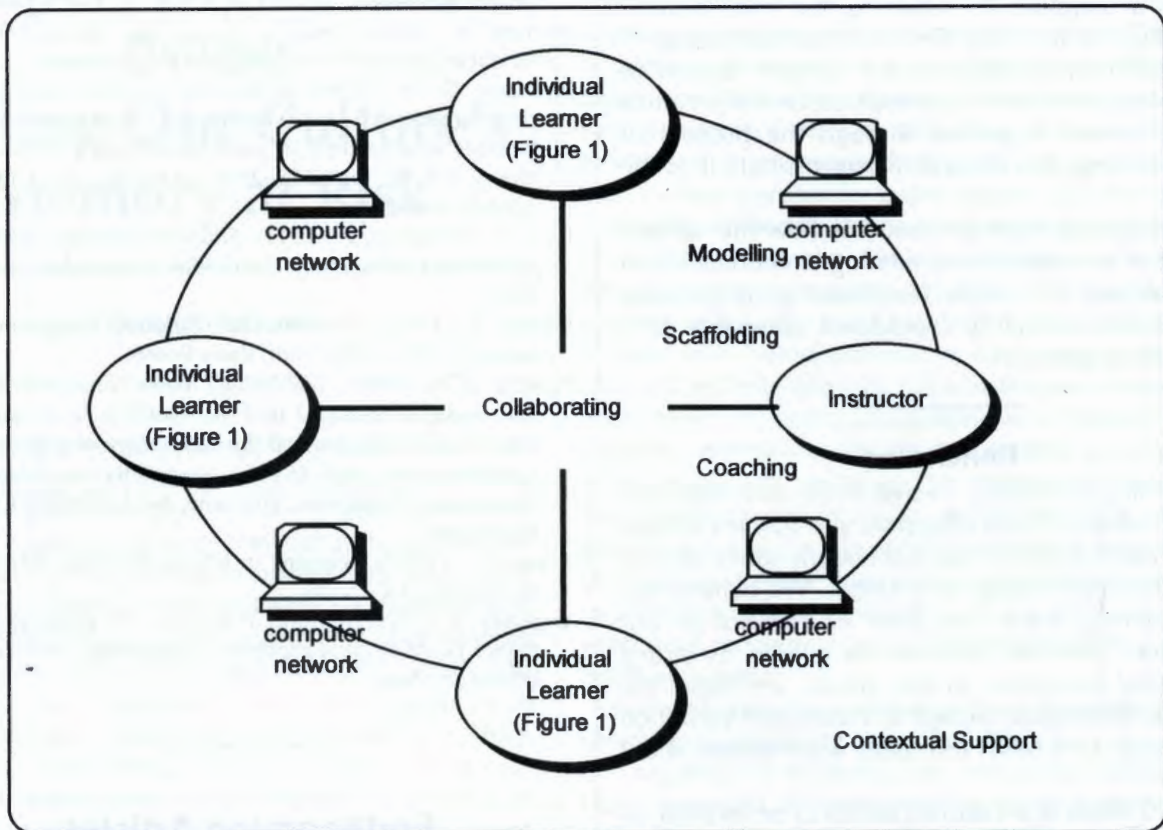 Individual
Learner
(Figure 1)
computer
network
computer
network
Modelling
Scaffolding
Individual
Learner
(Figure 1)
Collaborating
Instructor
Coaching
computer
network
Individual
Learner
(Figure 1)
computer
network
Contextual Support